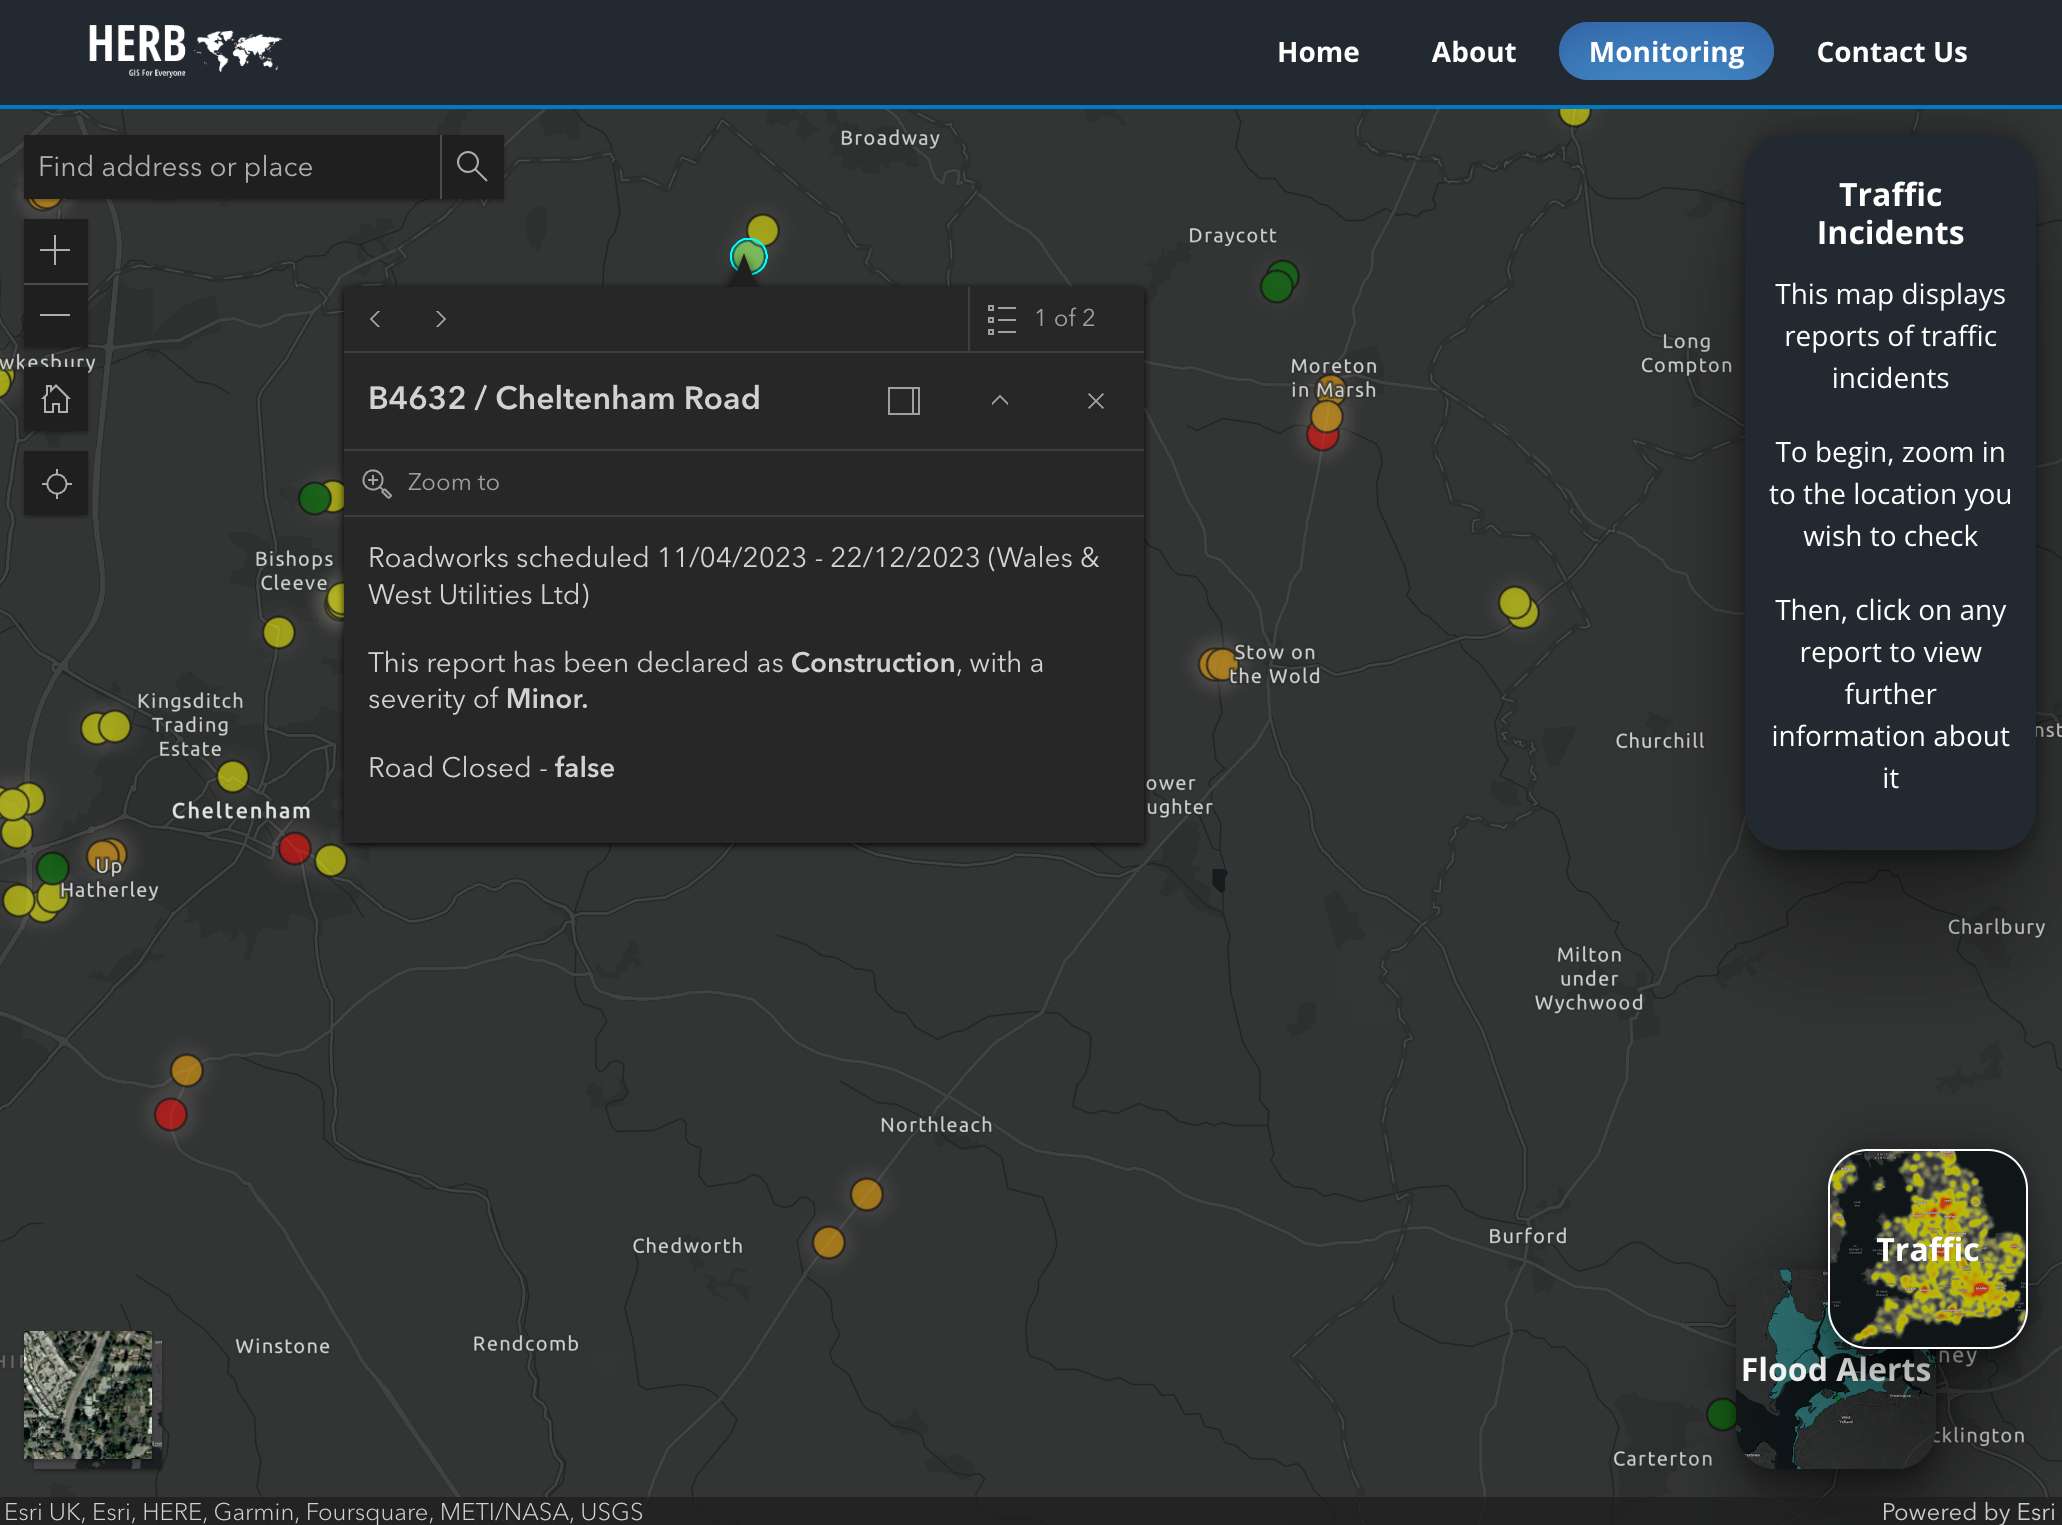 HERB
GIS For Everyone
Home
About
Monitoring
Contact Us
Find address or place
Broadway
Draycott
wkesbury
Moreton
in Marsh
Long
Compton
1 of 2
B4632 / Cheltenham Road
Zoom to
Roadworks scheduled 11/04/2023 - 22/12/2023 (Wales &
West Utilities Ltd)
This report has been declared as Construction, with a
severity of Minor.
Road Closed - false
Traffic
Incidents
This map displays
reports of traffic
incidents
To begin, zoom in
to the location you
wish to check
Then, click on any
report to view
further
information about
it
Bishops
Cleeve
Kingsditch
Trading
Estate
Cheltenham
Up
Hatherley
Stow on
the Wold
Churchill
ower
ughter
Charlbury
Milton
under
Wychwood
Northleach
Chedworth
Burford
Winstone
Rendcomb
Traffic
Flood Alerts
ney
cklington
Carterton
Esri UK, Esri, HERE, Garmin, Foursquare, METI/NASA, USGS
Powered by Esri